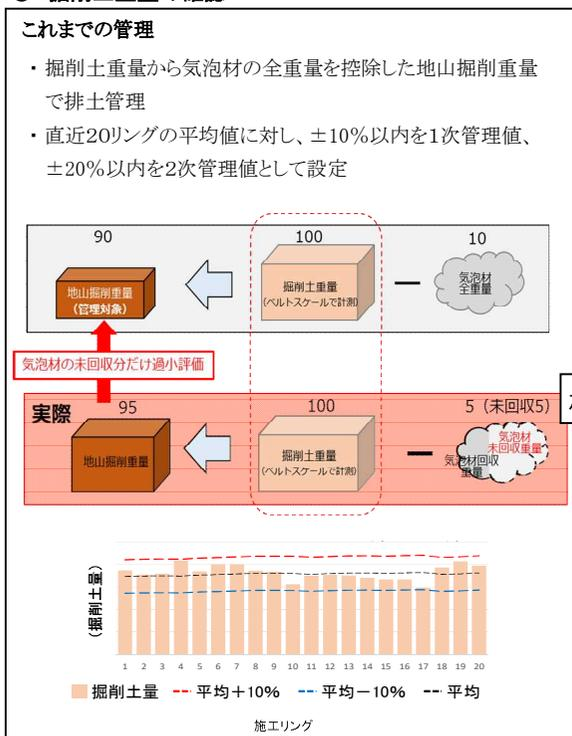 これまでの管理
・掘削土重量から気泡材の全重量を控除した地山掘削重量
で排土管理
・直近20リングの平均値に対し、±10%以内を1次管理値、
±20%以内を2次管理値として設定
90
100
10
地山掘削重量
(管理対象)
掘削土重量
(ベルトスケールで計測)
気泡材
全重量
気泡材の未回収分だけ過小評価
実際
95
100
5（未回収5）
地山掘削重量
掘削土重量
(ベルトスケールで計測)
気泡材
未回収重量
気泡材回収
重量
(掘削土量)
1 2 3 4 5 6 7 8 9 10 11 12 13 14 15 16 17 18 19 20
掘削土量 平均＋10% 平均－10% 平均
施工リング